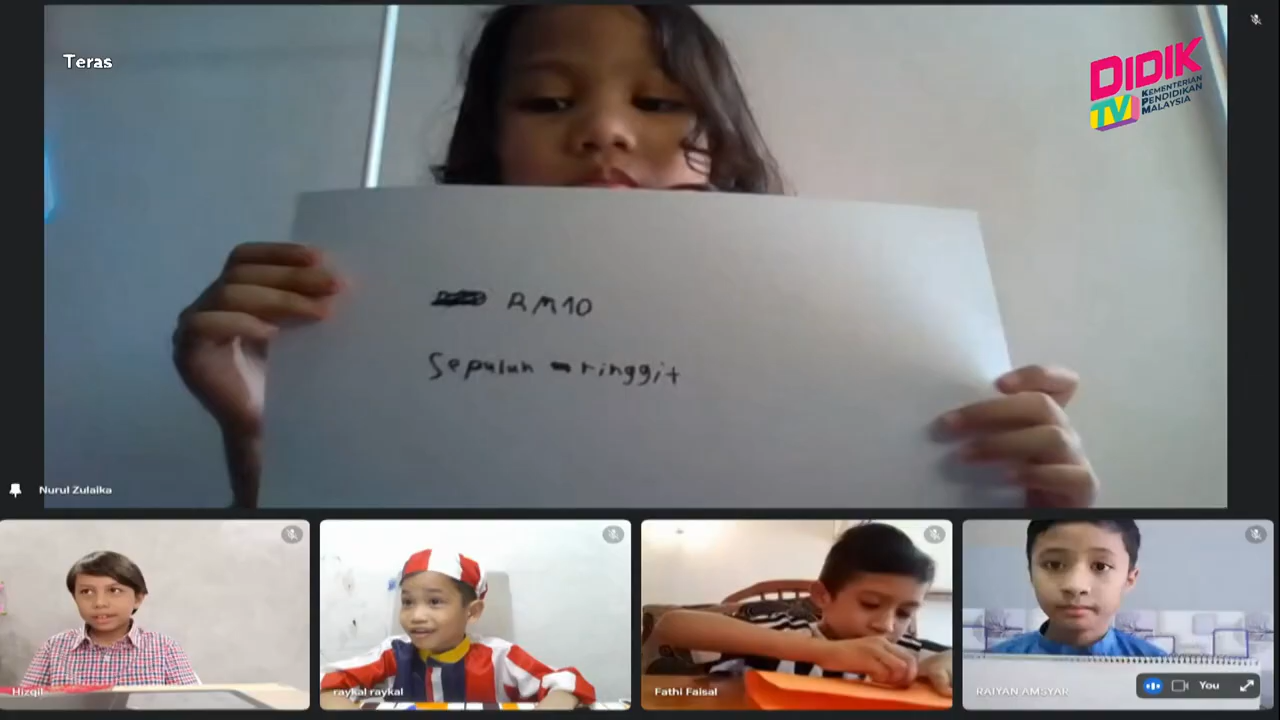 Teras
DIDIK
TV
KEMENTERIAN
PENDIDIKAN
MALAYSIA
RM10
Sepuluh ringgit
Nurul Zulaika
Hizqil
raykal raykal
Fathi Faisal
RAIYAN AMSYAR
You